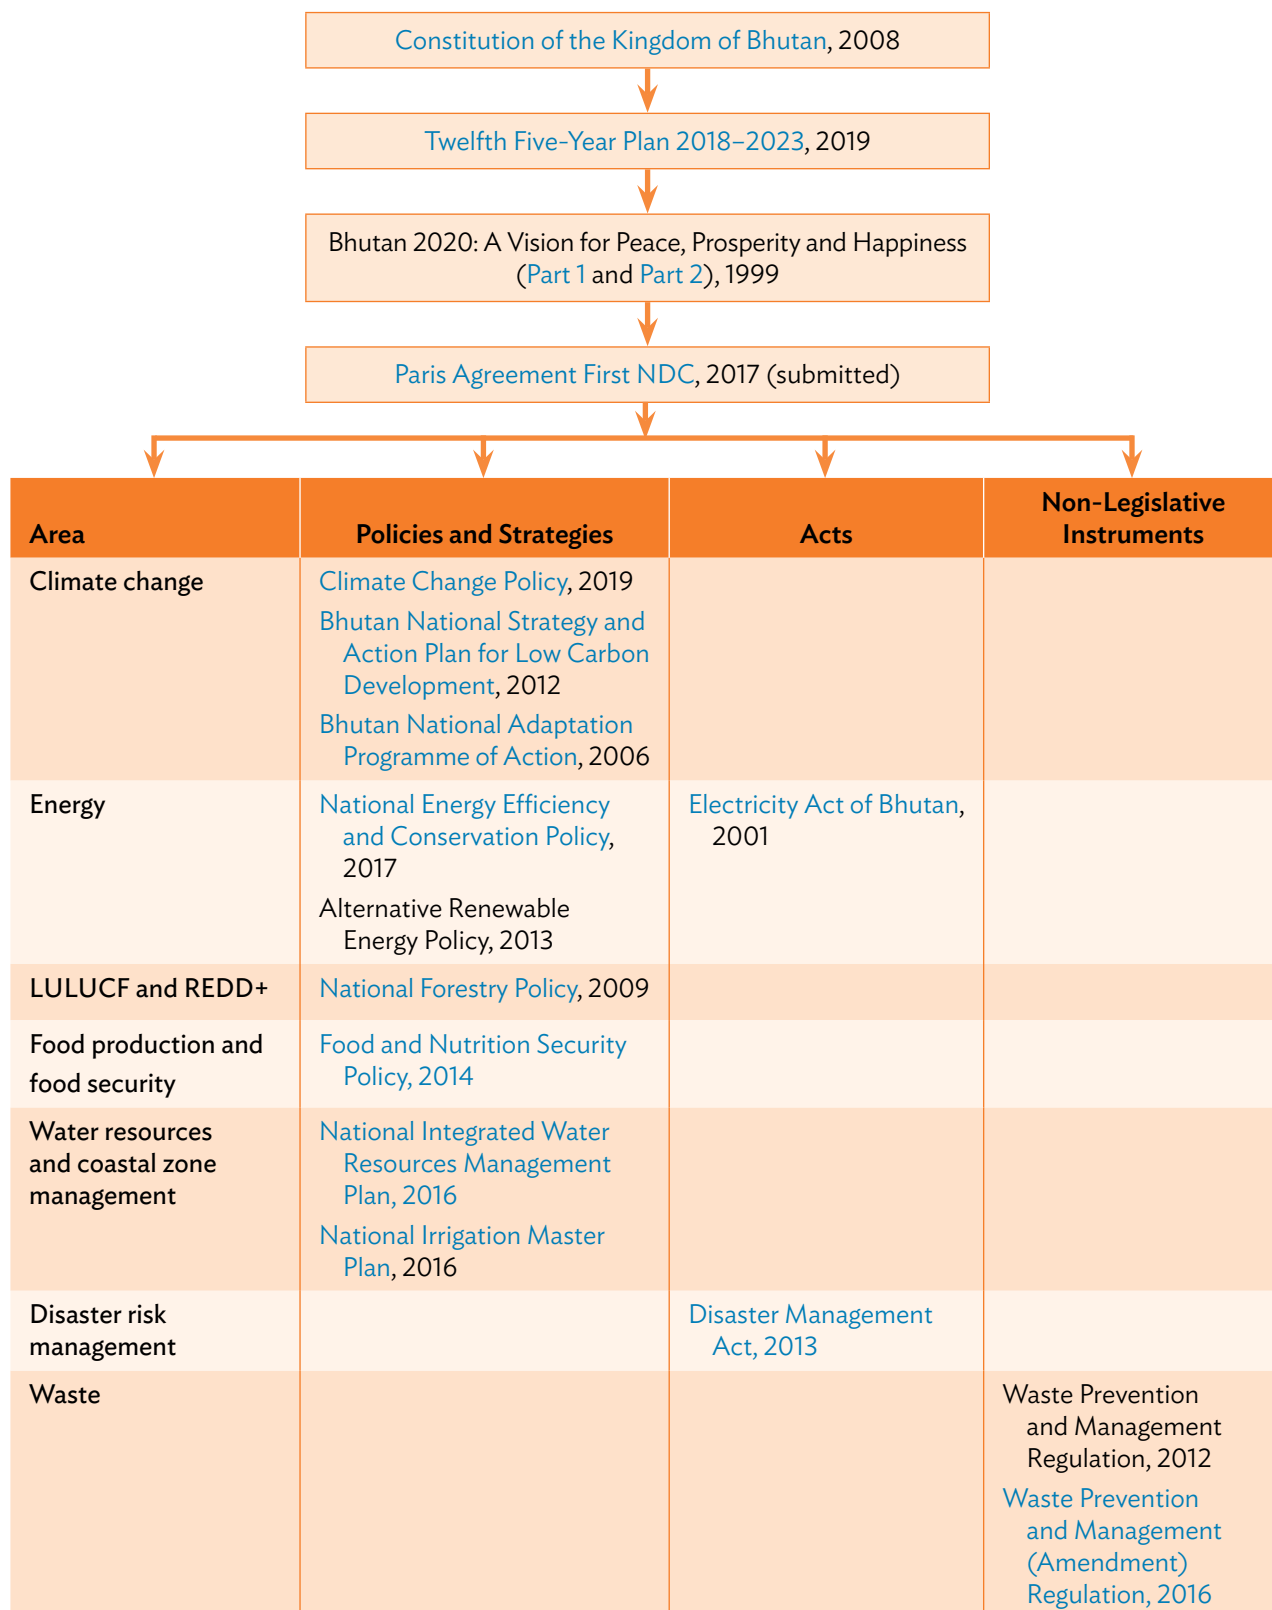 Constitution of the Kingdom of Bhutan, 2008
Twelfth Five-Year Plan 2018–2023, 2019
Bhutan 2020: A Vision for Peace, Prosperity and Happiness
(Part 1 and Part 2), 1999
Paris Agreement First NDC, 2017 (submitted)
Area
Policies and Strategies
Acts
Non-Legislative
Instruments
Climate change
Climate Change Policy, 2019
Bhutan National Strategy and
Action Plan for Low Carbon
Development, 2012
Bhutan National Adaptation
Programme of Action, 2006
Energy
National Energy Efficiency
and Conservation Policy,
2017
Alternative Renewable
Energy Policy, 2013
Electricity Act of Bhutan,
2001
LULUCF and REDD+
National Forestry Policy, 2009
Food production and
food security
Food and Nutrition Security
Policy, 2014
Water resources
and coastal zone
management
National Integrated Water
Resources Management
Plan, 2016
National Irrigation Master
Plan, 2016
Disaster risk
management
Disaster Management
Act, 2013
Waste
Waste Prevention
and Management
Regulation, 2012
Waste Prevention
and Management
(Amendment)
Regulation, 2016